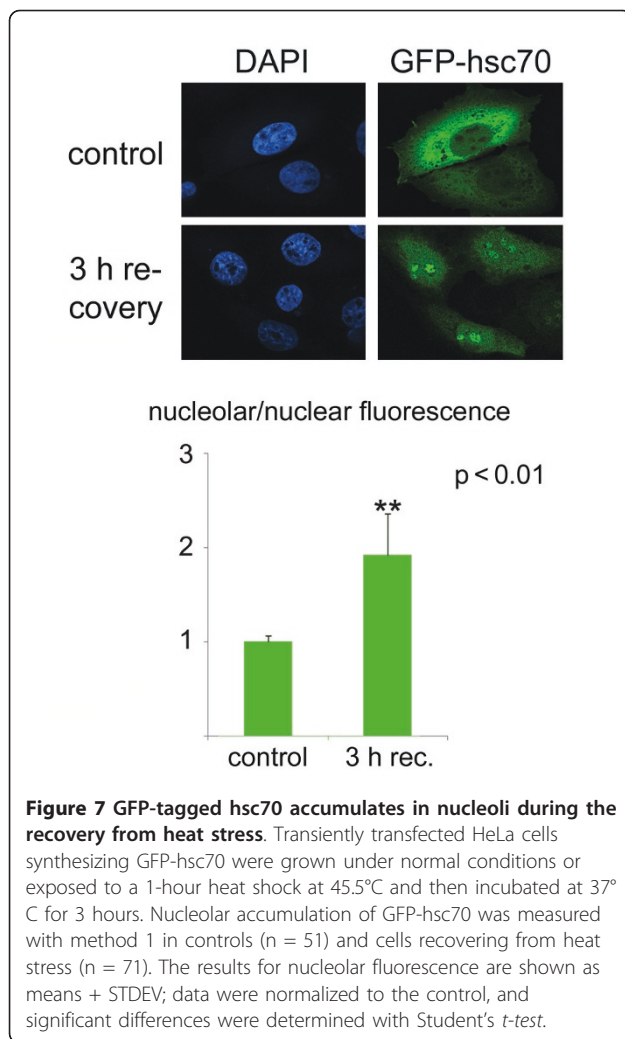 DAPI GFP-hsc70
control
3 h re-
covery
nucleolar/nuclear fluorescence
3
p < 0.01
**
2
1
control 3 h rec.
Figure 7 GFP-tagged hsc70 accumulates in nucleoli during the
recovery from heat stress. Transiently transfected HeLa cells
synthesizing GFP-hsc70 were grown under normal conditions or
exposed to a 1-hour heat shock at 45.5°C and then incubated at 37°
C for 3 hours. Nucleolar accumulation of GFP-hsc70 was measured
with method 1 in controls (n = 51) and cells recovering from heat
stress (n = 71). The results for nucleolar fluorescence are shown as
means + STDEV; data were normalized to the control, and
significant differences were determined with Student's t-test.